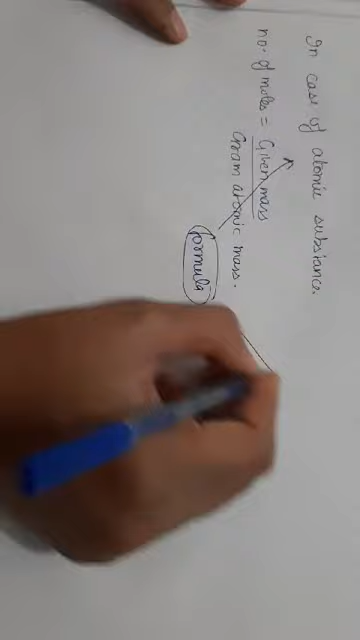 In case of atomic substance.
no. of moles = Given mass
Gram atomic mass.
formula